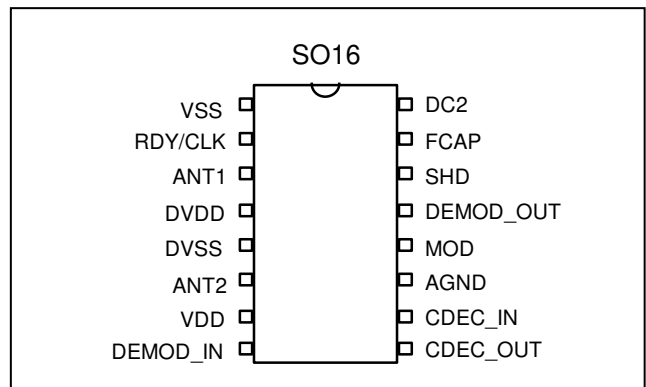 SO16
VSS DC2
RDY/CLK FCAP
ANT1 SHD
DVDD DEMOD_OUT
DVSS MOD
ANT2 AGND
VDD CDEC_IN
DEMOD_IN CDEC_OUT